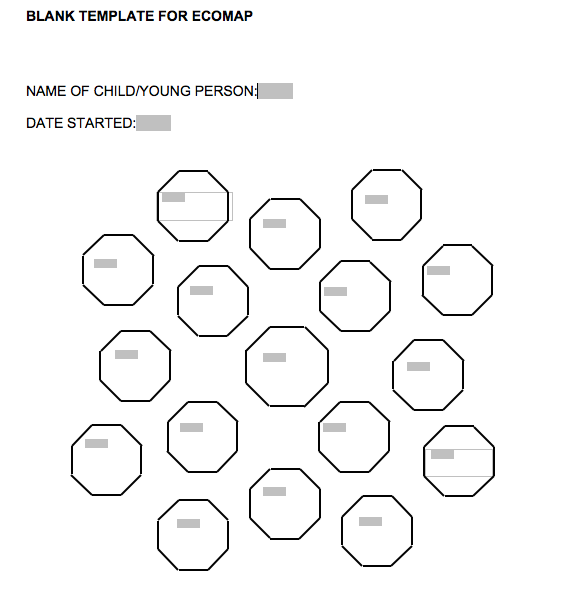 BLANK TEMPLATE FOR ECOMAP
NAME OF CHILD/YOUNG PERSON:
DATE STARTED: